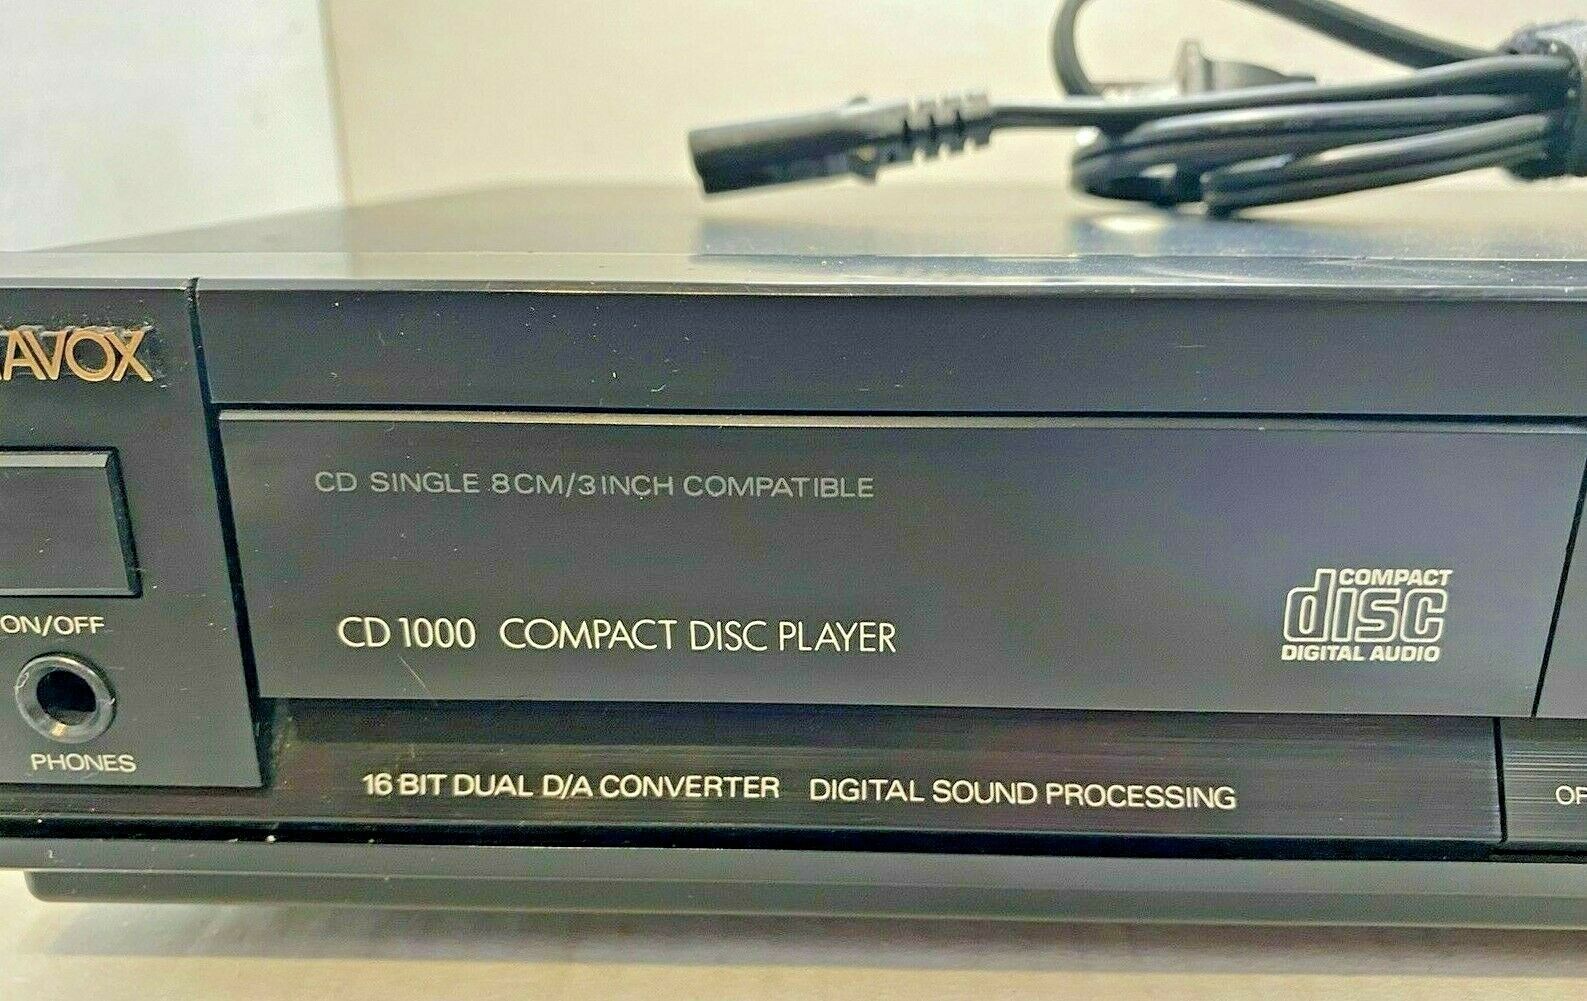 AVOX
CD SINGLE 8CM/3INCH COMPATIBLE
ON/OFF
CD 1000 COMPACT DISC PLAYER
COMPACT
disc
DIGITAL AUDIO
PHONES
16 BIT DUAL D/A CONVERTER DIGITAL SOUND PROCESSING